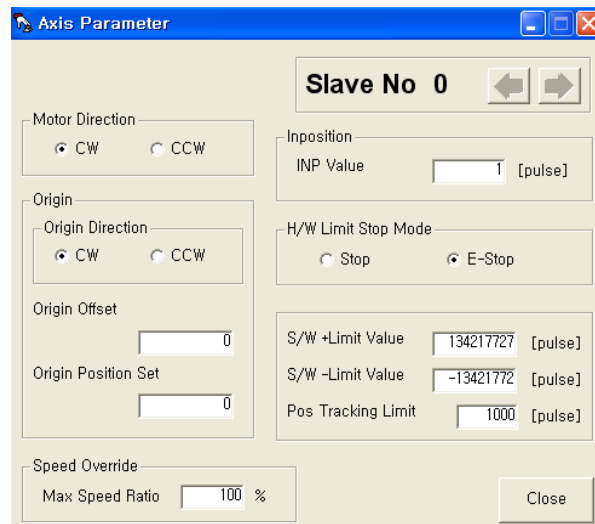 Axis Parameter
Slave No 0
Motor Direction
CW CCW
Origin
Origin Direction
CW CCW
Origin Offset
0
Origin Position Set
0
Speed Override
Max Speed Ratio 100 %
Inposition
INP Value 1 [pulse]
H/W Limit Stop Mode
Stop E-Stop
S/W +Limit Value 134217727 [pulse]
S/W -Limit Value -13421772 [pulse]
Pos Tracking Limit 1000 [pulse]
Close